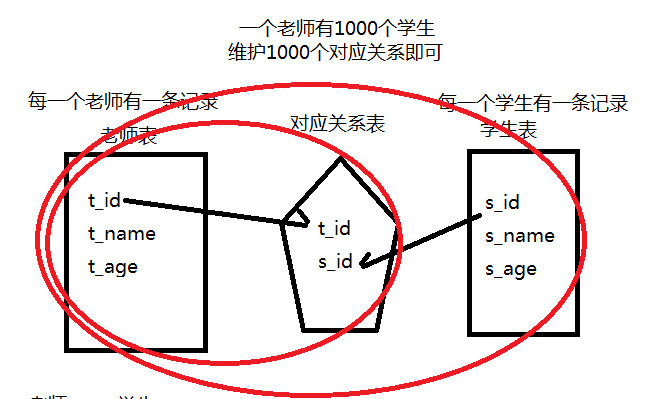 一个老师有1000个学生
维护1000个对应关系即可
每一个老师有一条记录
老师表
对应关系表
每一个学生有一条记录
学生表
t_id
t_name
t_age
t_id
s_id
s_id
s_name
s_age